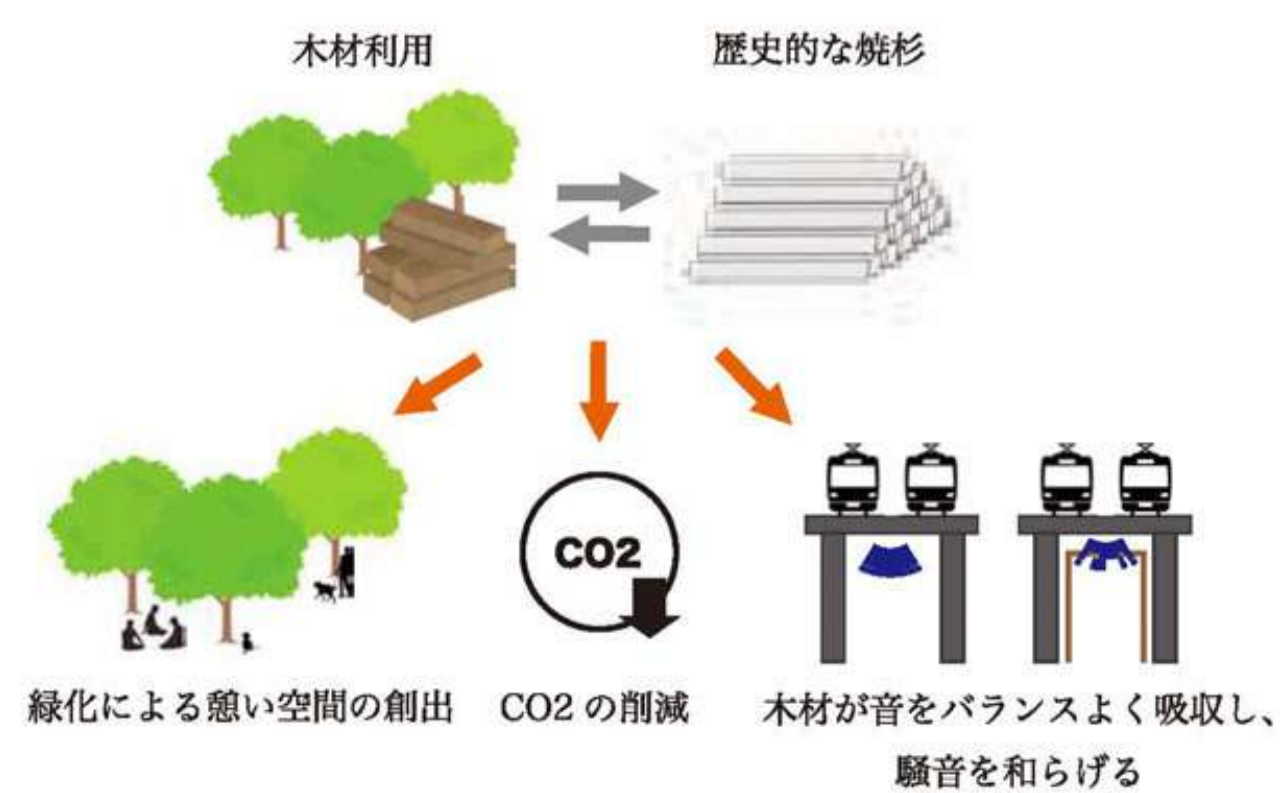 木材利用
歴史的な焼杉
CO2
緑化による憩い空間の創出
CO2 の削減
木材が音をバランスよく吸収し、
騒音を和らげる